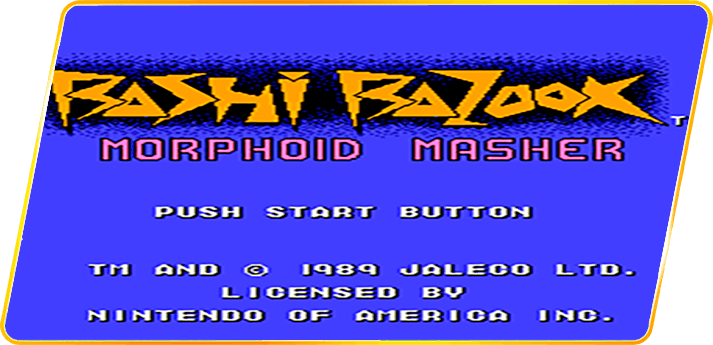 BASHI BAZOOK
MORPHOID MASHER
PUSH START BUTTON
TM AND © 1989 JALECO LTD.
LICENSED BY
NINTENDO OF AMERICA INC.